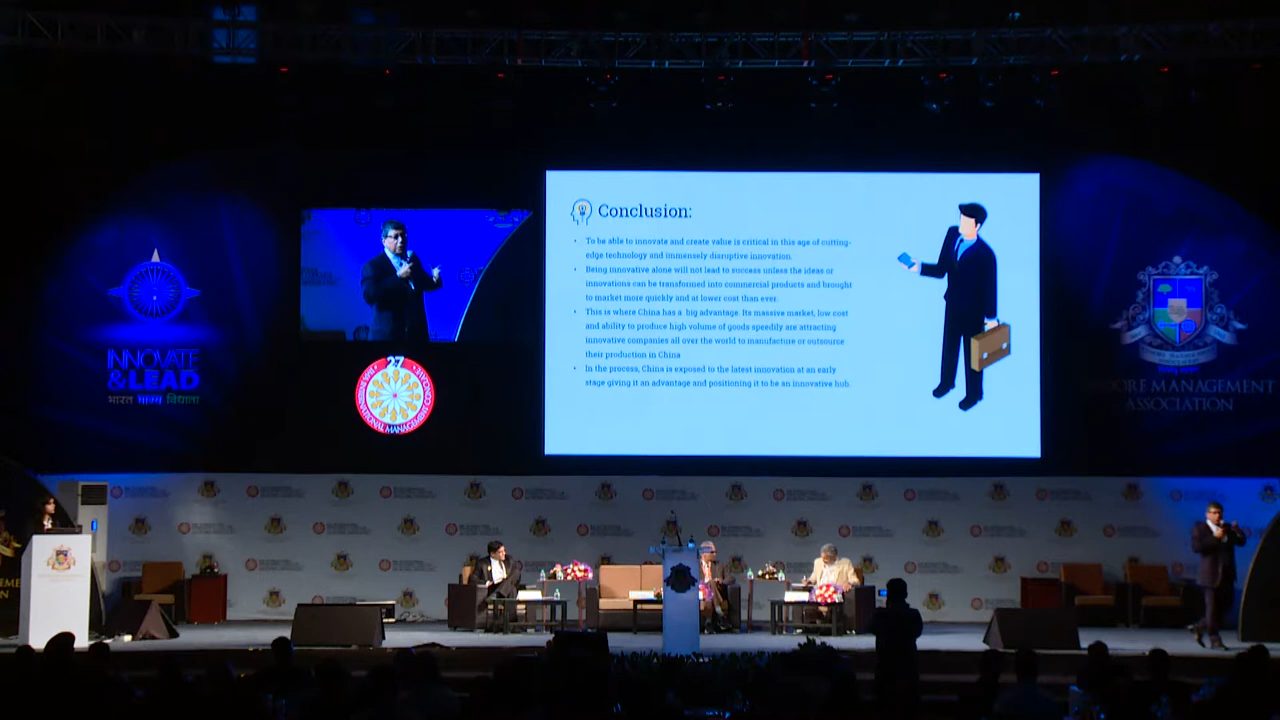 Conclusion:
• To be able to innovate and create value is critical in this age of cutting-
edge technology and immensely disruptive innovation.
• Being innovative alone will not lead to success unless the ideas or
innovations can be transformed into commercial products and brought
to market more quickly and at lower cost than ever.
• This is where China has a big advantage. Its massive market, low cost
and ability to produce high volume of goods speedily are attracting
innovative companies all over the world to manufacture or outsource
their production in China
• In the process, China is exposed to the latest innovation at an early
stage giving it an advantage and positioning it to be an innovative hub.
INNOVATE
&LEAD
भारत भाग्य विधाता
27
INTERNATIONAL MANAGEMENT CONCLAVE
MANAGEMENT
ASSOCIATION